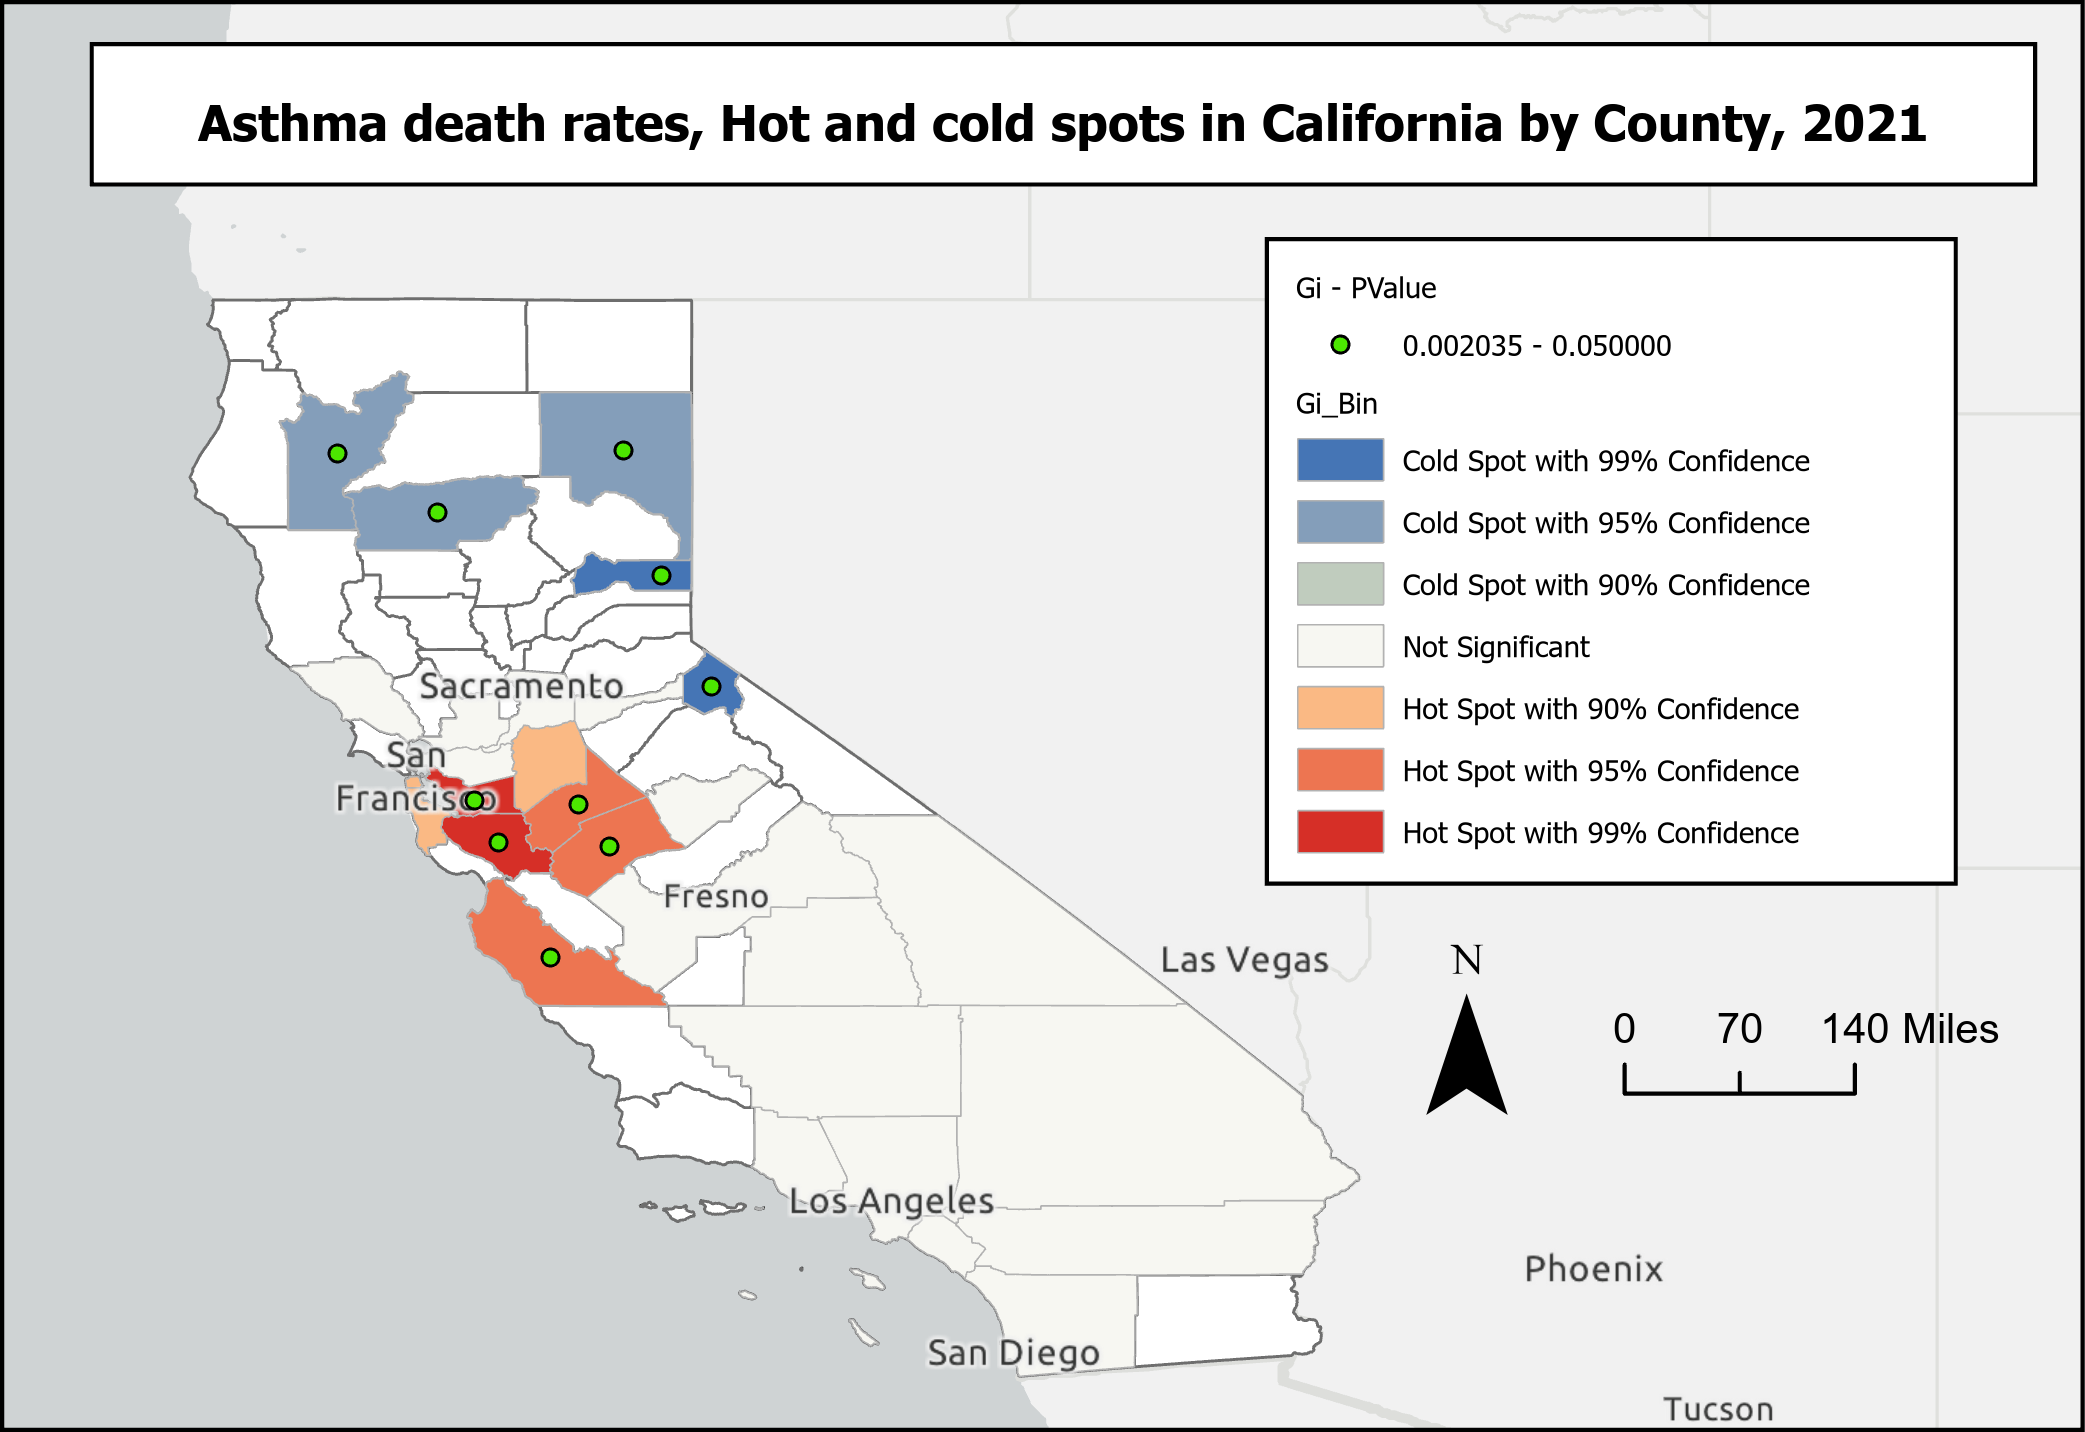 Asthma death rates, Hot and cold spots in California by County, 2021
Gi - PValue
0.002035 - 0.050000
Gi_Bin
Cold Spot with 99% Confidence
Cold Spot with 95% Confidence
Cold Spot with 90% Confidence
Not Significant
Hot Spot with 90% Confidence
Hot Spot with 95% Confidence
Hot Spot with 99% Confidence
Sacramento
San
Francisco
Fresno
Las Vegas
N
0 70 140 Miles
Los Angeles
Phoenix
San Diego
Tucson